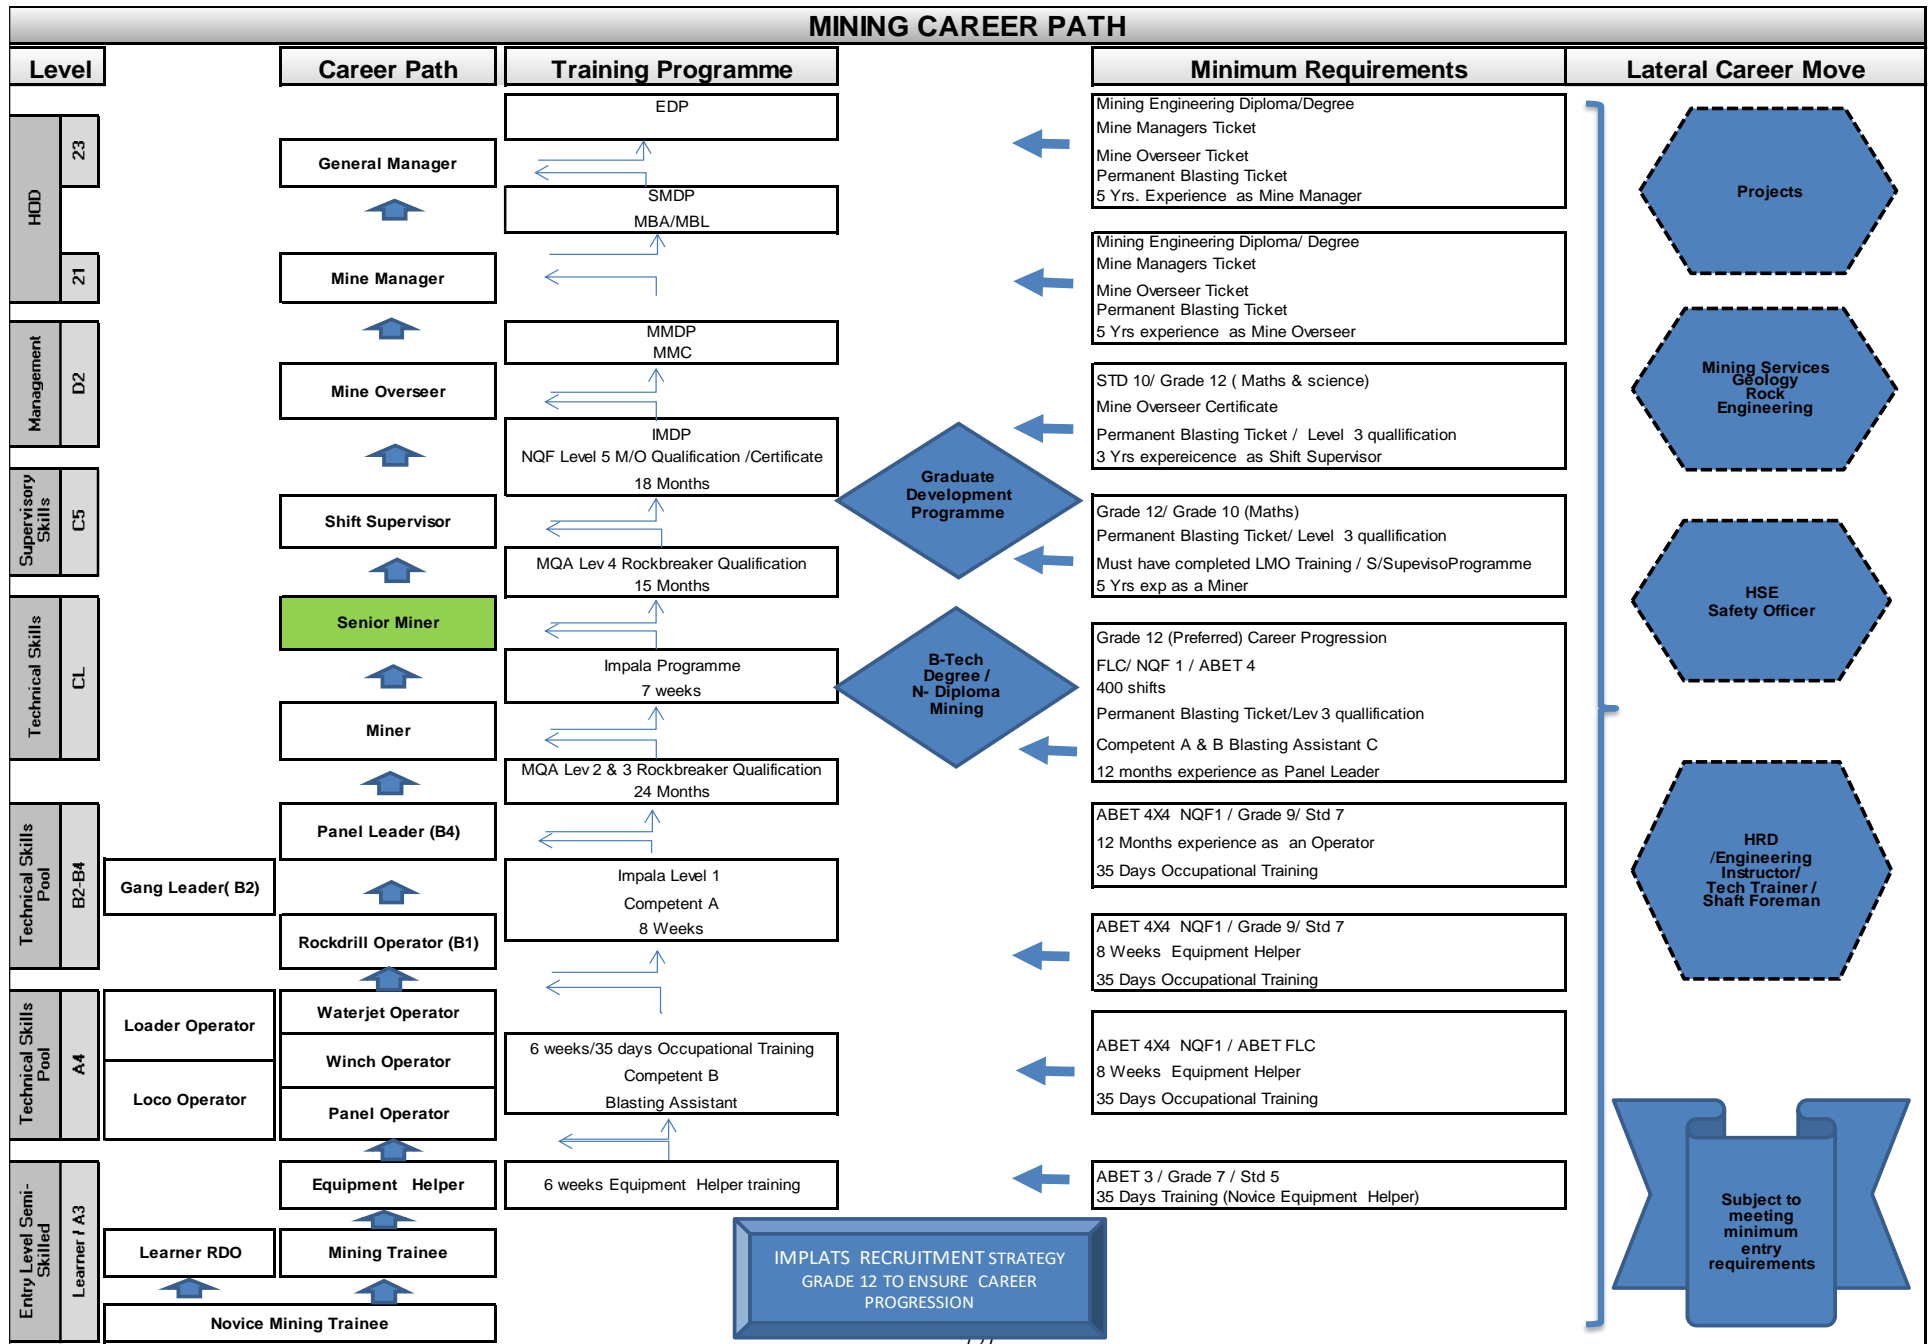 MINING CAREER PATH
Level
Career Path
Training Programme
Minimum Requirements
Lateral Career Move
HOD
23
21
Management
D2
Supervisory
Skills
C5
Technical Skills
CL
Technical Skills
Pool
B2-B4
Technical Skills
Pool
A4
Entry Level Semi-
Skilled
Learner / A3
General Manager
Mine Manager
Mine Overseer
Shift Supervisor
Senior Miner
Miner
Panel Leader (B4)
Gang Leader( B2)
Rockdrill Operator (B1)
Loader Operator
Loco Operator
Waterjet Operator
Winch Operator
Panel Operator
Equipment Helper
Learner RDO
Mining Trainee
Novice Mining Trainee
EDP
SMDP
MBA/MBL
MMDP
MMC
IMDP
NQF Level 5 M/O Qualification /Certificate
18 Months
MQA Lev 4 Rockbreaker Qualification
15 Months
Impala Programme
7 weeks
MQA Lev 2 & 3 Rockbreaker Qualification
24 Months
Impala Level 1
Competent A
8 Weeks
6 weeks/35 days Occupational Training
Competent B
Blasting Assistant
6 weeks Equipment Helper training
Graduate
Development
Programme
B-Tech
Degree /
N- Diploma
Mining
IMPLATS RECRUITMENT STRATEGY
GRADE 12 TO ENSURE CAREER
PROGRESSION
Mining Engineering Diploma/Degree
Mine Managers Ticket
Mine Overseer Ticket
Permanent Blasting Ticket
5 Yrs. Experience as Mine Manager
Mining Engineering Diploma/ Degree
Mine Managers Ticket
Mine Overseer Ticket
Permanent Blasting Ticket
5 Yrs experience as Mine Overseer
STD 10/ Grade 12 ( Maths & science)
Mine Overseer Certificate
Permanent Blasting Ticket / Level 3 quallification
3 Yrs expereicence as Shift Supervisor
Grade 12/ Grade 10 (Maths)
Permanent Blasting Ticket/ Level 3 quallification
Must have completed LMO Training / S/SupevisoProgramme
5 Yrs exp as a Miner
Grade 12 (Preferred) Career Progression
FLC/ NQF 1 / ABET 4
400 shifts
Permanent Blasting Ticket/Lev 3 quallification
Competent A & B Blasting Assistant C
12 months experience as Panel Leader
ABET 4X4 NQF1 / Grade 9/ Std 7
12 Months experience as an Operator
35 Days Occupational Training
ABET 4X4 NQF1 / Grade 9/ Std 7
8 Weeks Equipment Helper
35 Days Occupational Training
ABET 4X4 NQF1 / ABET FLC
8 Weeks Equipment Helper
35 Days Occupational Training
ABET 3 / Grade 7 / Std 5
35 Days Training (Novice Equipment Helper)
Projects
Mining Services
Geology
Rock
Engineering
HSE
Safety Officer
HRD
/Engineering
Instructor/
Tech Trainer /
Shaft Foreman
Subject to
meeting
minimum
entry
requirements